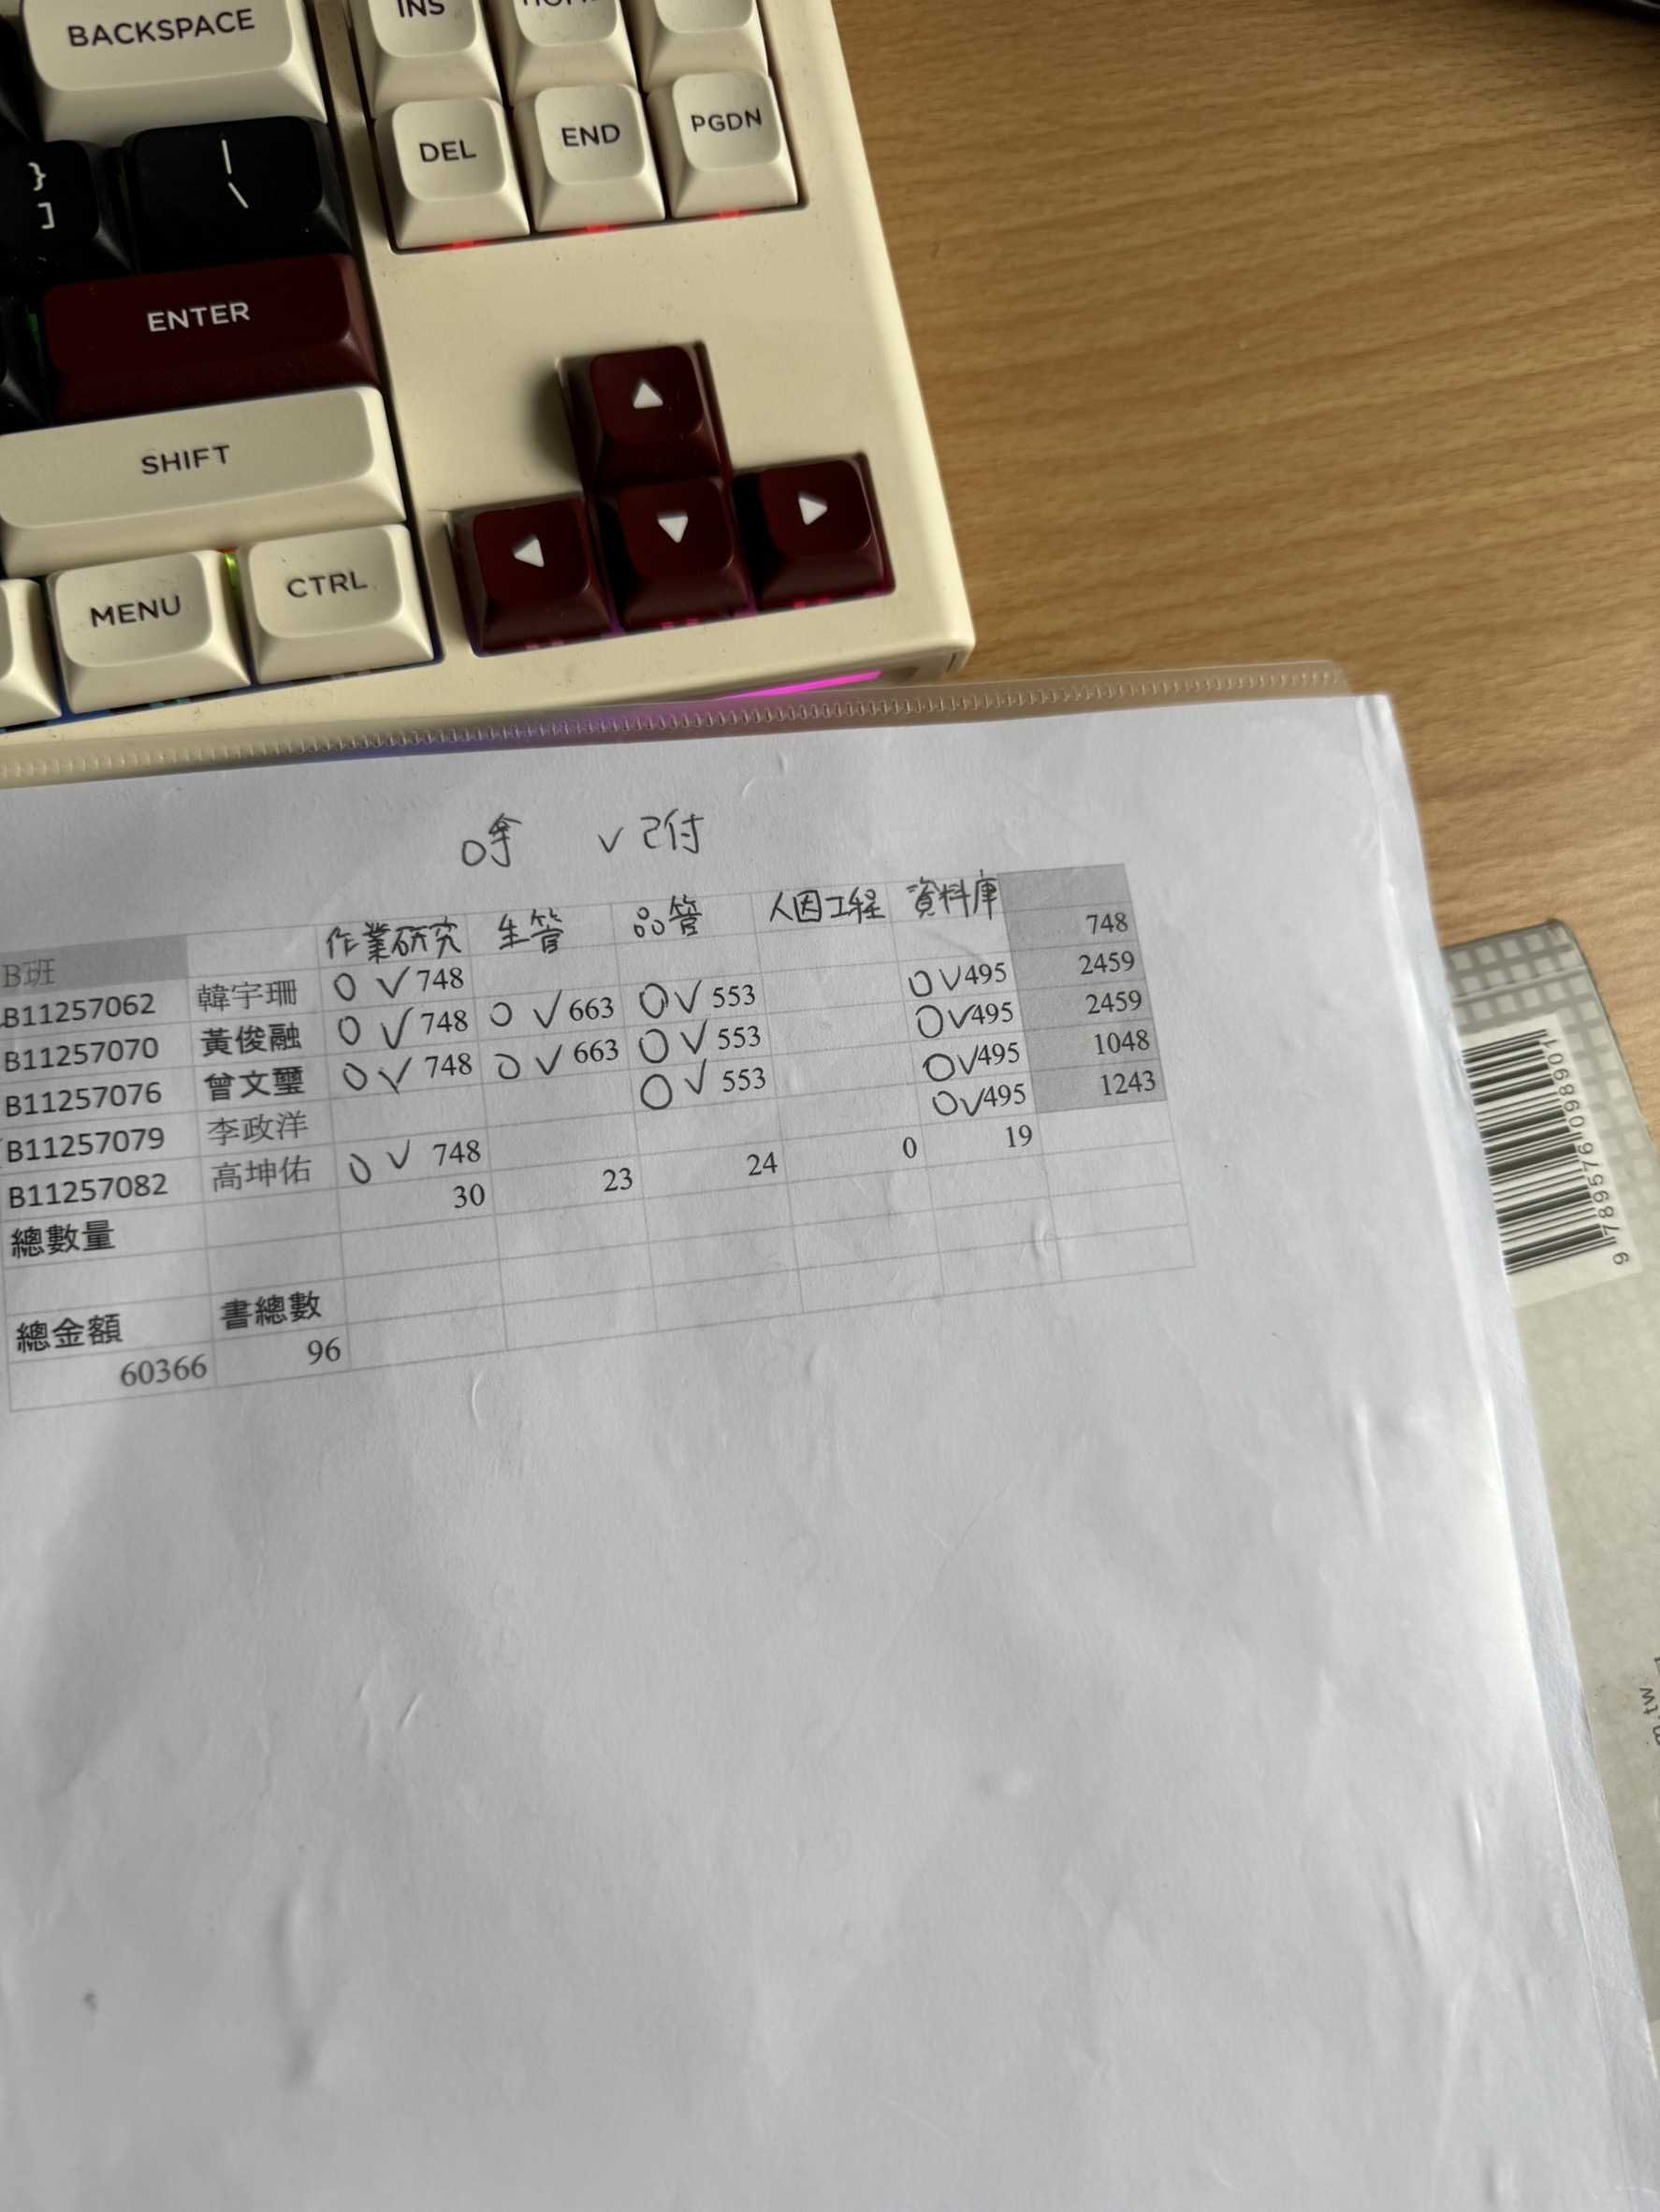 INS
BACKSPACE
DEL END PGDN
}
]
|
\
ENTER
SHIFT
MENU CTRL
O拿 ✓已付
B班 作業研究 生管 品管 人因工程 資料庫
B11257062 韓宇珊 O ✓ 748 748
B11257070 黃俊融 O ✓ 748 O ✓ 663 O✓ 553 O✓495 2459
B11257076 曾文璽 O ✓ 748 O ✓ 663 O ✓ 553 O✓495 2459
B11257079 李政洋 O ✓ 553 O✓495 1048
B11257082 高坤佑 O ✓ 748 O✓495 1243
總數量 30 23 24 0 19
總金額 書總數
60366 96
9 789576 098901